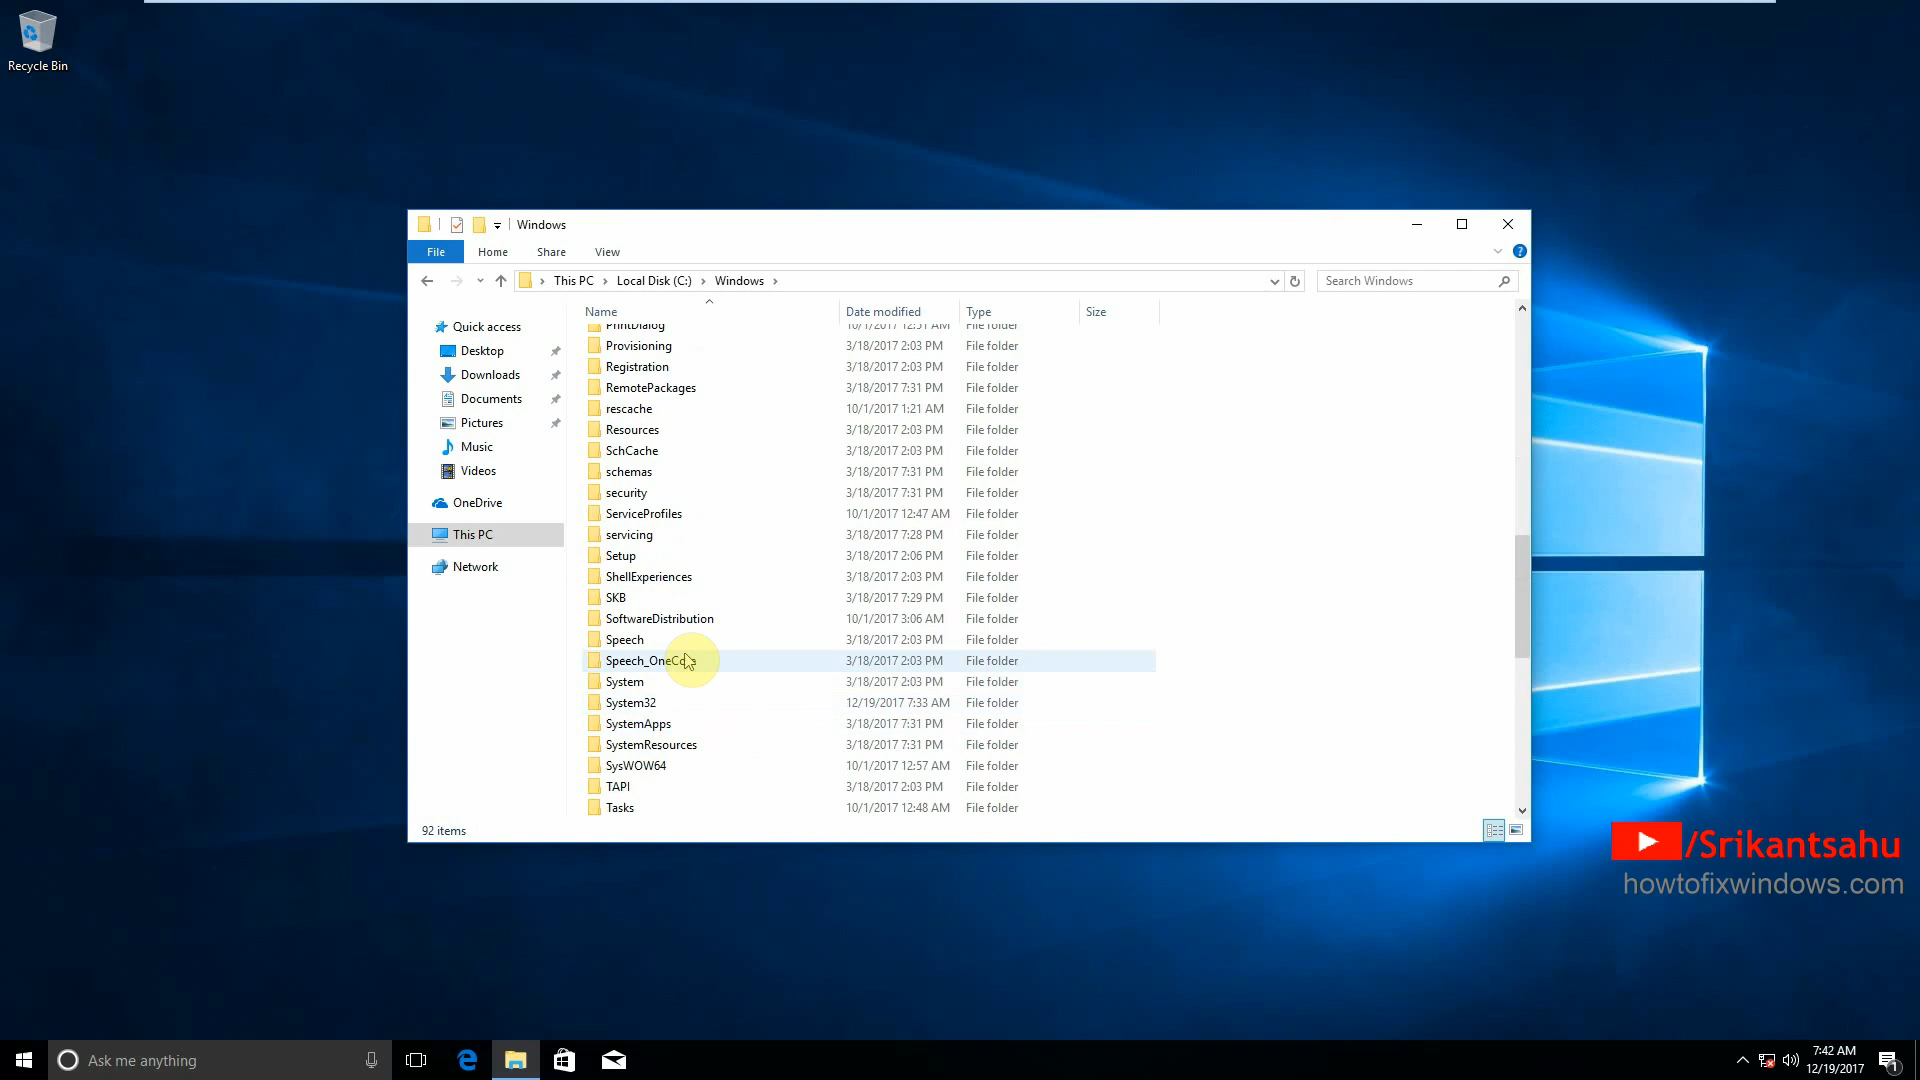 Recycle Bin
Windows
File Home Share View
This PC Local Disk (C:) Windows
Search Windows
Name Date modified Type Size
PrintDialog 10/1/2017 12:51 AM File folder
Provisioning 3/18/2017 2:03 PM File folder
Registration 3/18/2017 2:03 PM File folder
RemotePackages 3/18/2017 7:31 PM File folder
rescache 10/1/2017 1:21 AM File folder
Resources 3/18/2017 2:03 PM File folder
SchCache 3/18/2017 2:03 PM File folder
schemas 3/18/2017 7:31 PM File folder
security 3/18/2017 7:31 PM File folder
ServiceProfiles 10/1/2017 12:47 AM File folder
servicing 3/18/2017 7:28 PM File folder
Setup 3/18/2017 2:06 PM File folder
ShellExperiences 3/18/2017 2:03 PM File folder
SKB 3/18/2017 7:29 PM File folder
SoftwareDistribution 10/1/2017 3:06 AM File folder
Speech 3/18/2017 2:03 PM File folder
Speech_OneCore 3/18/2017 2:03 PM File folder
System 3/18/2017 2:03 PM File folder
System32 12/19/2017 7:33 AM File folder
SystemApps 3/18/2017 7:31 PM File folder
SystemResources 3/18/2017 7:31 PM File folder
SysWOW64 10/1/2017 12:57 AM File folder
TAPI 3/18/2017 2:03 PM File folder
Tasks 10/1/2017 12:48 AM File folder
Quick access
Desktop
Downloads
Documents
Pictures
Music
Videos
OneDrive
This PC
Network
92 items
/Srikantsahu
howtofixwindows.com
Ask me anything
7:42 AM
12/19/2017
1